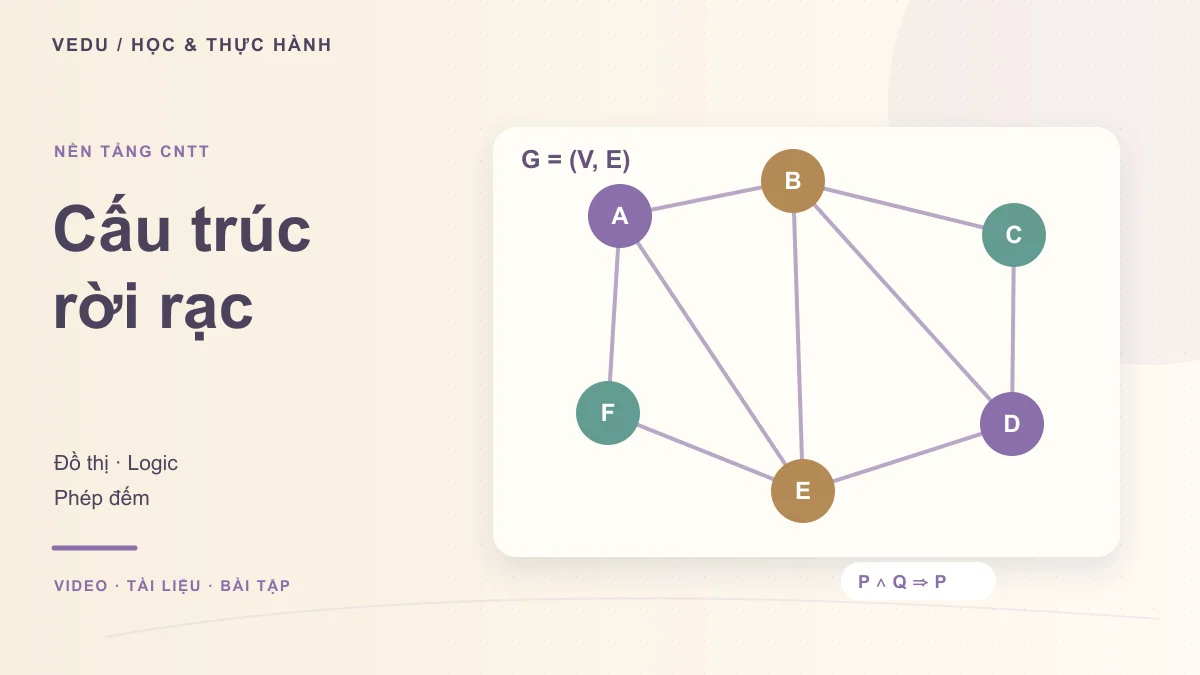 VEDU / HỌC & THỰC HÀNH
NỀN TẢNG CNTT
Cấu trúc
rời rạc
Đồ thị · Logic
Phép đếm
VIDEO · TÀI LIỆU · BÀI TẬP
G = (V, E)
B
A
C
F
D
E
P ∧ Q ⇒ P